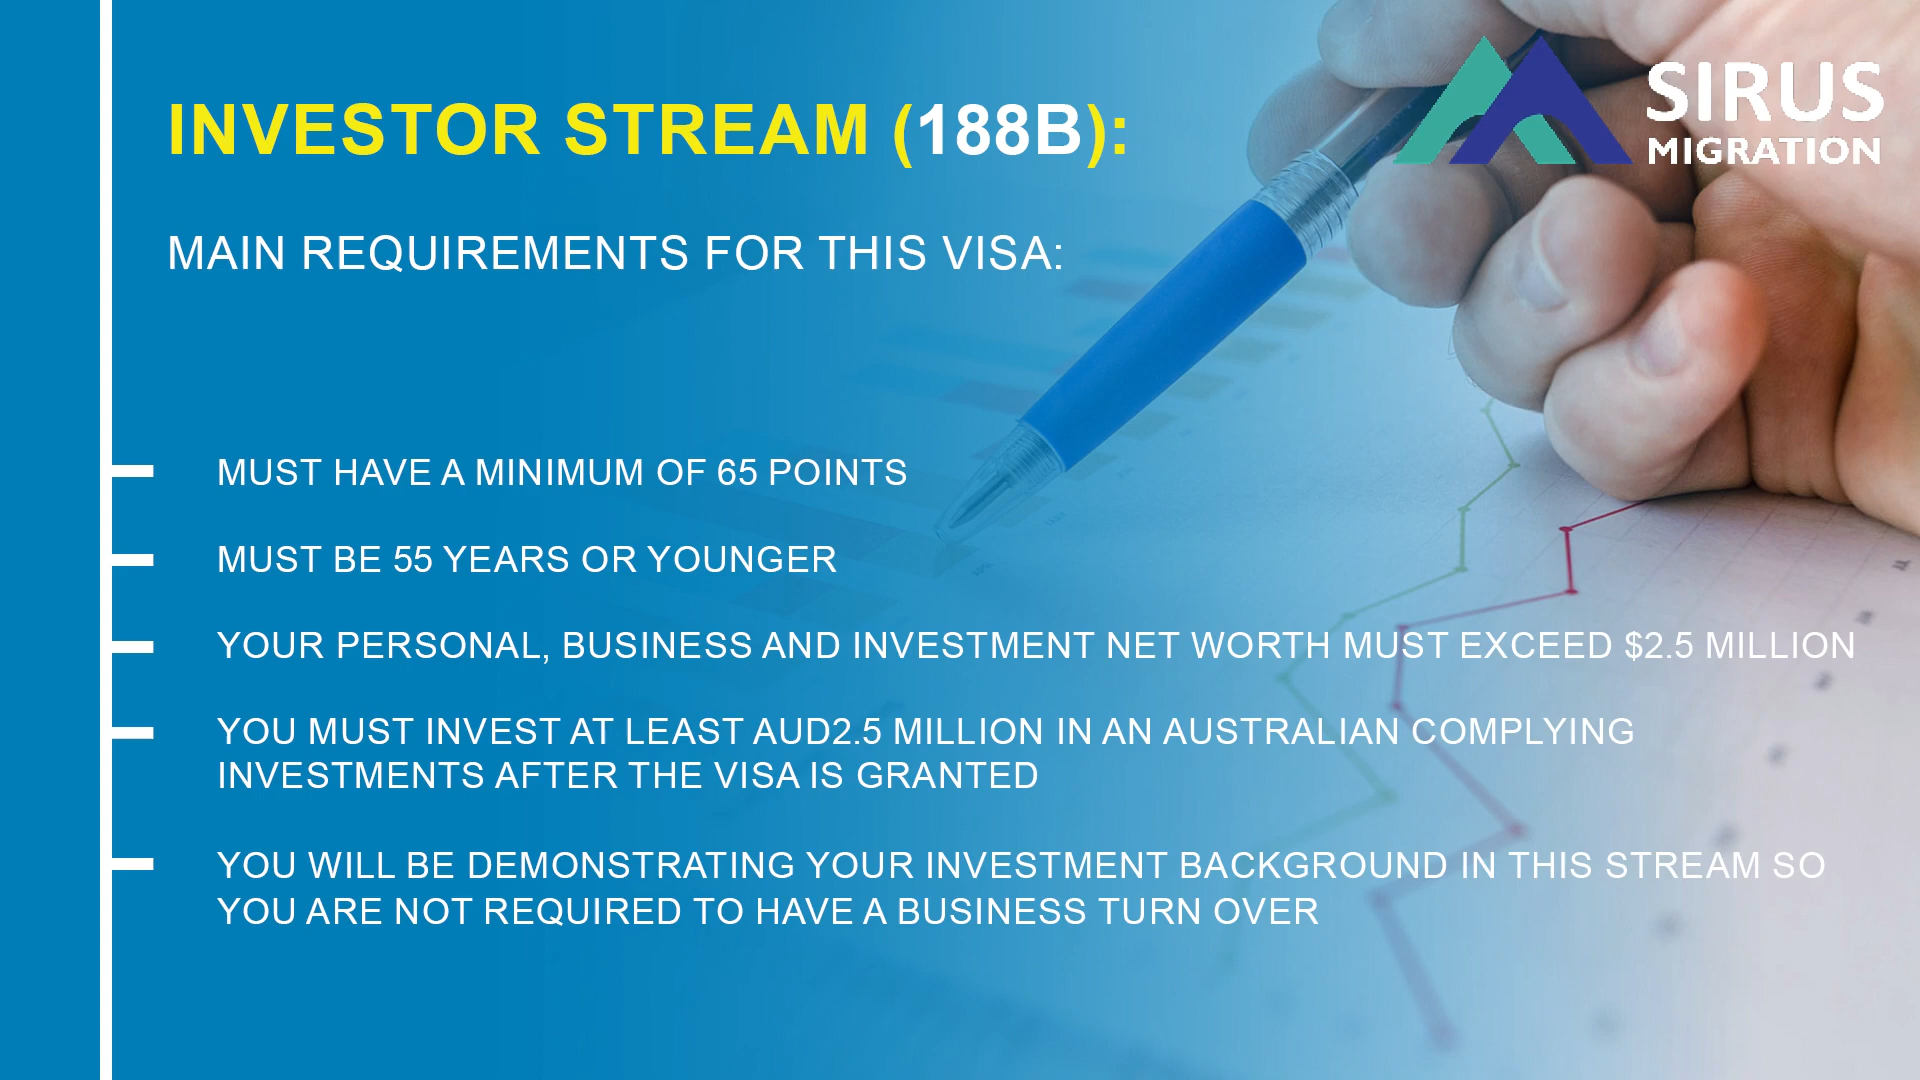 SIRUS
MIGRATION
INVESTOR STREAM (188B):
MAIN REQUIREMENTS FOR THIS VISA:
MUST HAVE A MINIMUM OF 65 POINTS
MUST BE 55 YEARS OR YOUNGER
YOUR PERSONAL, BUSINESS AND INVESTMENT NET WORTH MUST EXCEED $2.5 MILLION
YOU MUST INVEST AT LEAST AUD2.5 MILLION IN AN AUSTRALIAN COMPLYING
INVESTMENTS AFTER THE VISA IS GRANTED
YOU WILL BE DEMONSTRATING YOUR INVESTMENT BACKGROUND IN THIS STREAM SO
YOU ARE NOT REQUIRED TO HAVE A BUSINESS TURN OVER